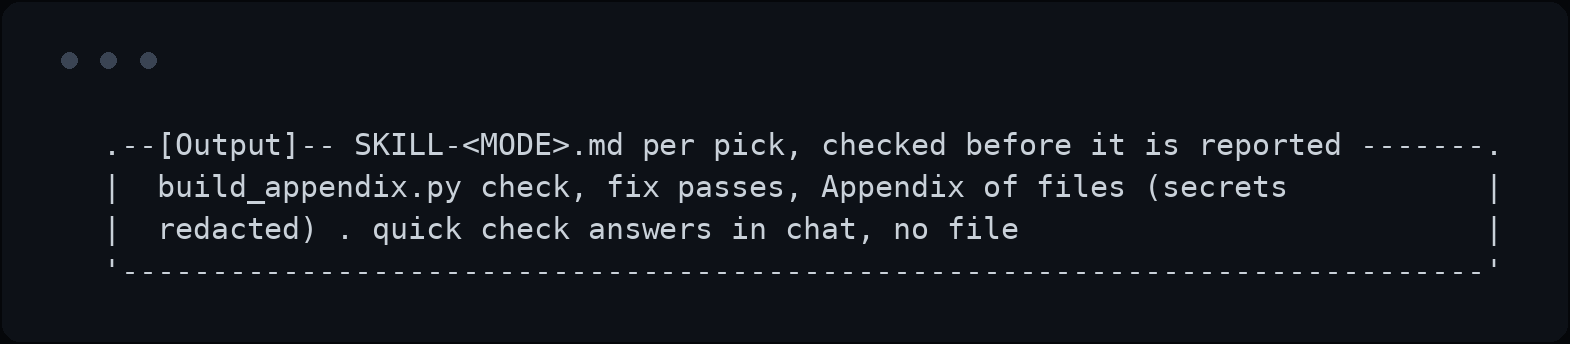 .--[Output]-- SKILL-<MODE>.md per pick, checked before it is reported -------.
|  build_appendix.py check, fix passes, Appendix of files (secrets           |
|  redacted) . quick check answers in chat, no file                          |
'----------------------------------------------------------------------------'